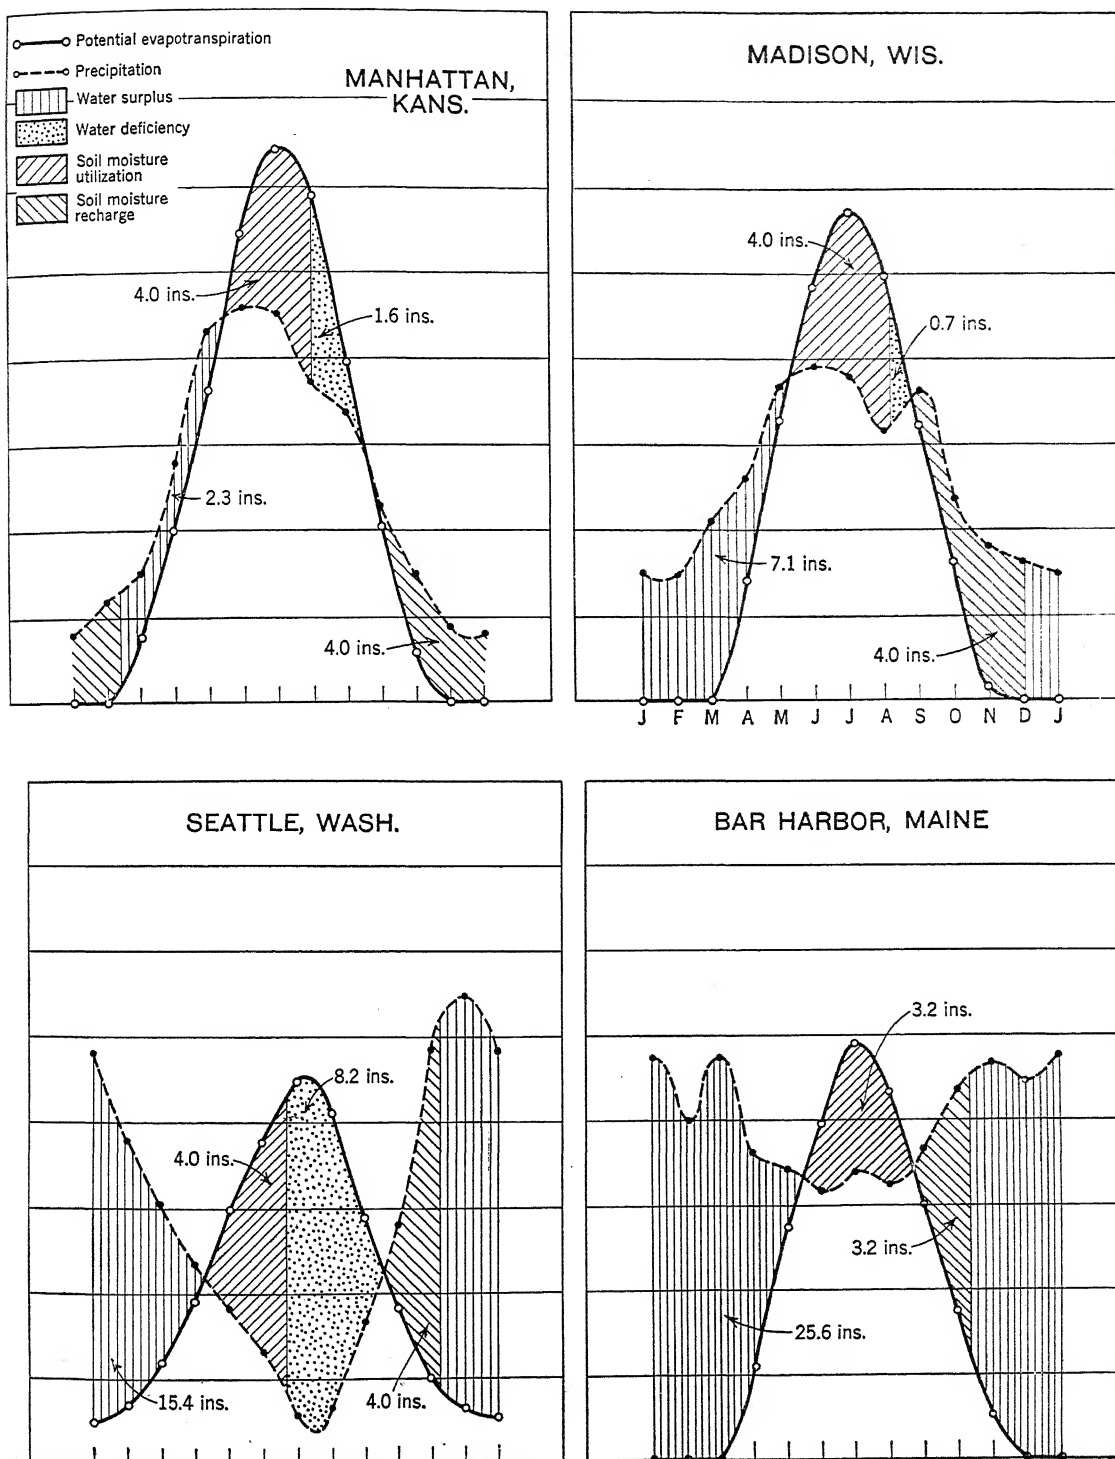 Potential evapotranspiration
Precipitation
Water surplus
Water deficiency
Soil moisture
utilization
Soil moisture
recharge
MANHATTAN,
KANS.
4.0 ins.
1.6 ins.
2.3 ins.
4.0 ins.
MADISON, WIS.
4.0 ins.
0.7 ins.
7.1 ins.
4.0 ins.
J F M A M J J A S O N D J
SEATTLE, WASH.
8.2 ins.
4.0 ins.
15.4 ins.
4.0 ins.
BAR HARBOR, MAINE
3.2 ins.
3.2 ins.
25.6 ins.